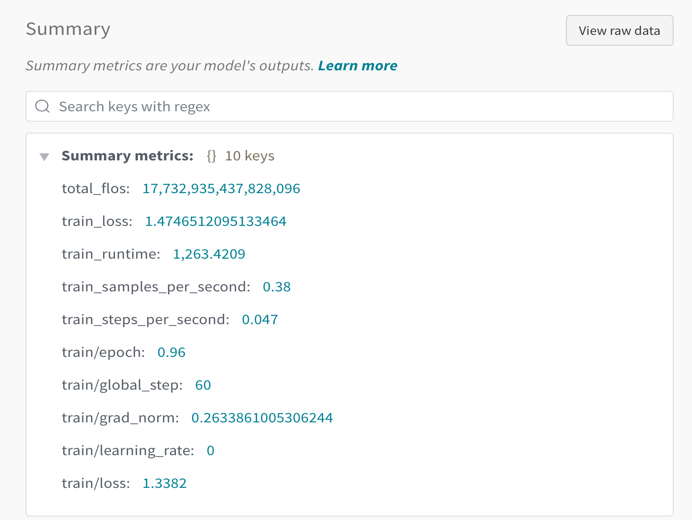 Summary
View raw data
Summary metrics are your model's outputs. Learn more
Search keys with regex
Summary metrics: {} 10 keys
total_flos: 17,732,935,437,828,096
train_loss: 1.4746512095133464
train_runtime: 1,263.4209
train_samples_per_second: 0.38
train_steps_per_second: 0.047
train/epoch: 0.96
train/global_step: 60
train/grad_norm: 0.2633861005306244
train/learning_rate: 0
train/loss: 1.3382